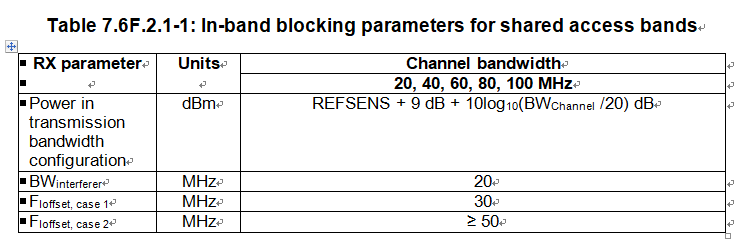 Table 7.6F.2.1-1: In-band blocking parameters for shared access bands
RX parameter Units Channel bandwidth
20, 40, 60, 80, 100 MHz
Power in transmission bandwidth configuration dBm REFSENS + 9 dB + 10log10(BWChannel /20) dB
BWinterferer MHz 20
FIoffset, case 1 MHz 30
FIoffset, case 2 MHz ≥ 50